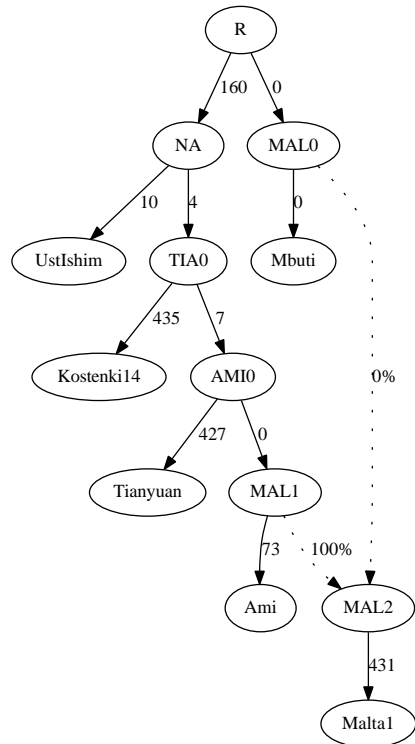 R
160
0
NA
MAL0
10
4
0
UstIshim
TIA0
Mbuti
435
7
0%
Kostenki14
AMI0
427
0
Tianyuan
MAL1
73
100%
Ami
MAL2
431
Malta1